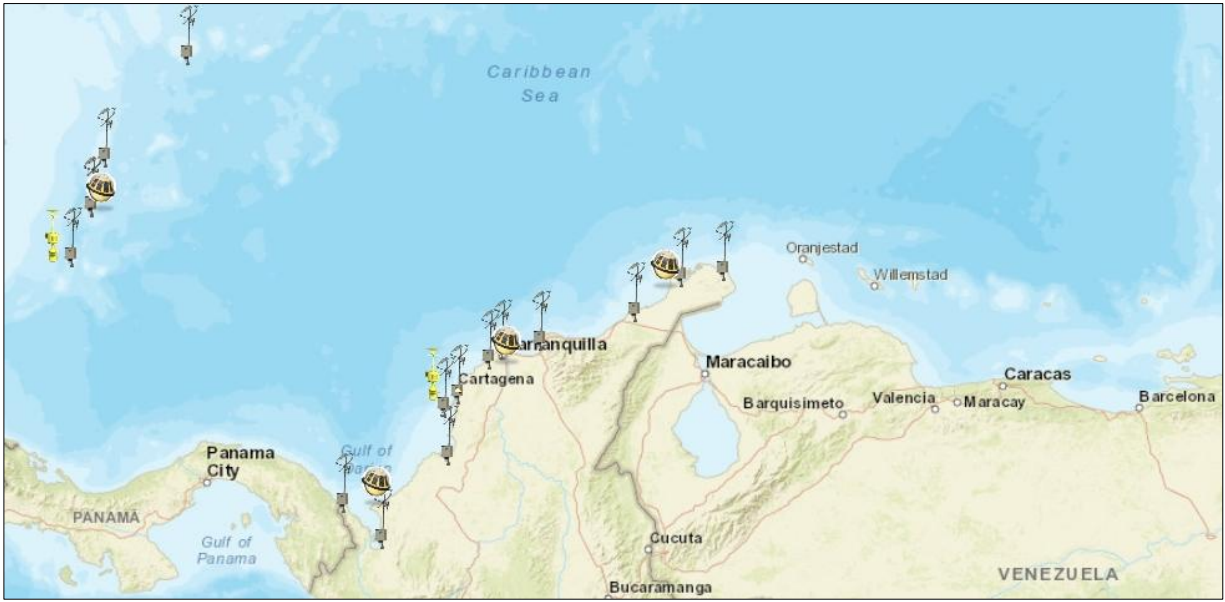 Caribbean
Sea
Oranjestad
Willemstad
Barranquilla
Maracaibo
Cartagena
Caracas
Barquisimeto
Valencia
Maracay
Barcelona
Gulf of
Panama
City
PANAMÁ
Gulf of
Panama
Cucuta
VENEZUELA
Bucaramanga